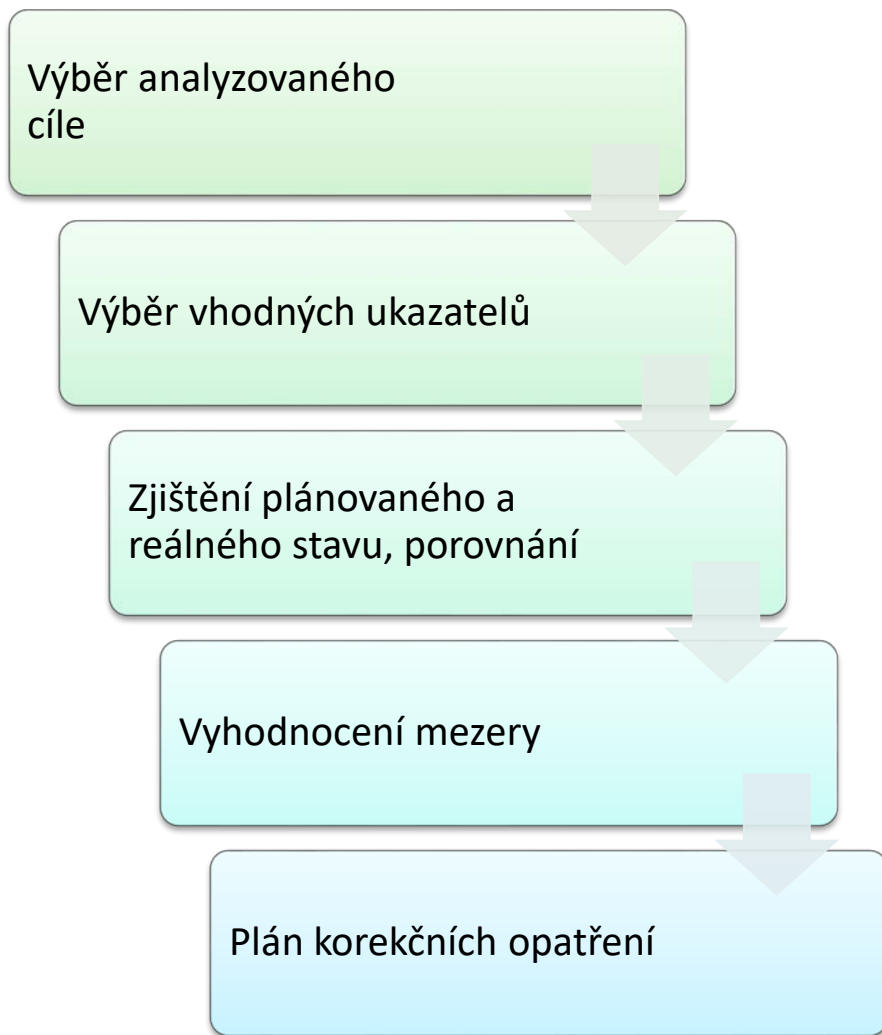 Výběr analyzovaného
cíle
Výběr vhodných ukazatelů
Zjištění plánovaného a
reálného stavu, porovnání
Vyhodnocení mezery
Plán korekčních opatření